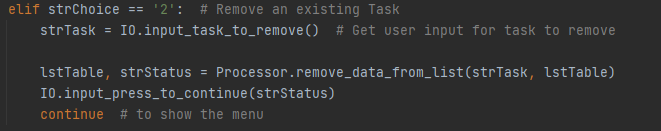 elif strChoice == '2':  # Remove an existing Task
    strTask = IO.input_task_to_remove()  # Get user input for task to remove

    lstTable, strStatus = Processor.remove_data_from_list(strTask, lstTable)
    IO.input_press_to_continue(strStatus)
    continue  # to show the menu